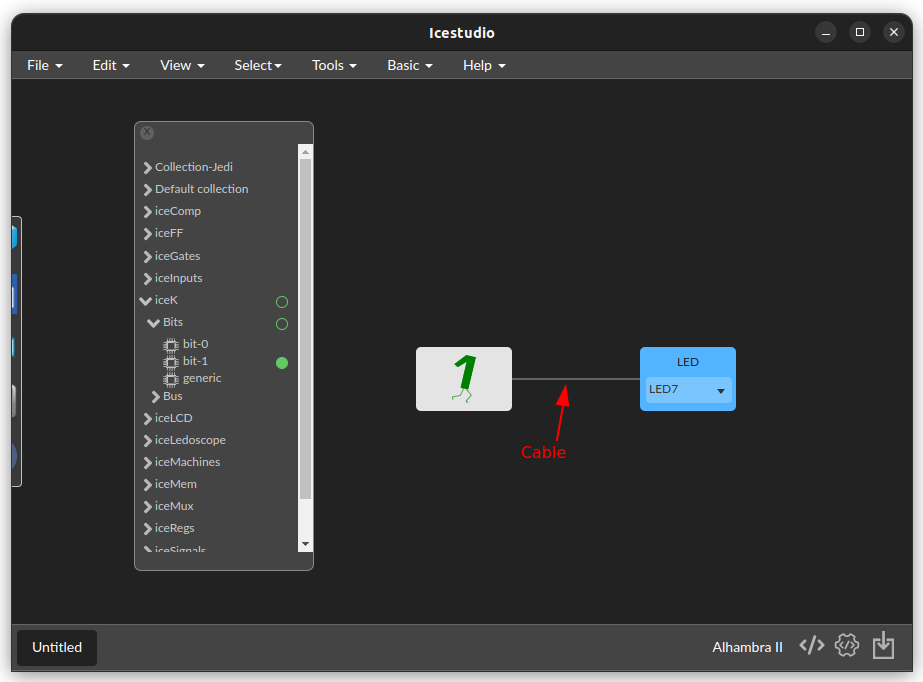 Icestudio
File Edit View Select Tools Basic Help
X
Collection-Jedi
Default collection
iceComp
iceFF
iceGates
iceInputs
iceK
Bits
bit-0
bit-1
generic
Bus
iceLCD
iceLedoscope
iceMachines
iceMem
iceMux
iceRegs
iceSignals
1
LED
LED7
Cable
Untitled
Alhambra II </> </>